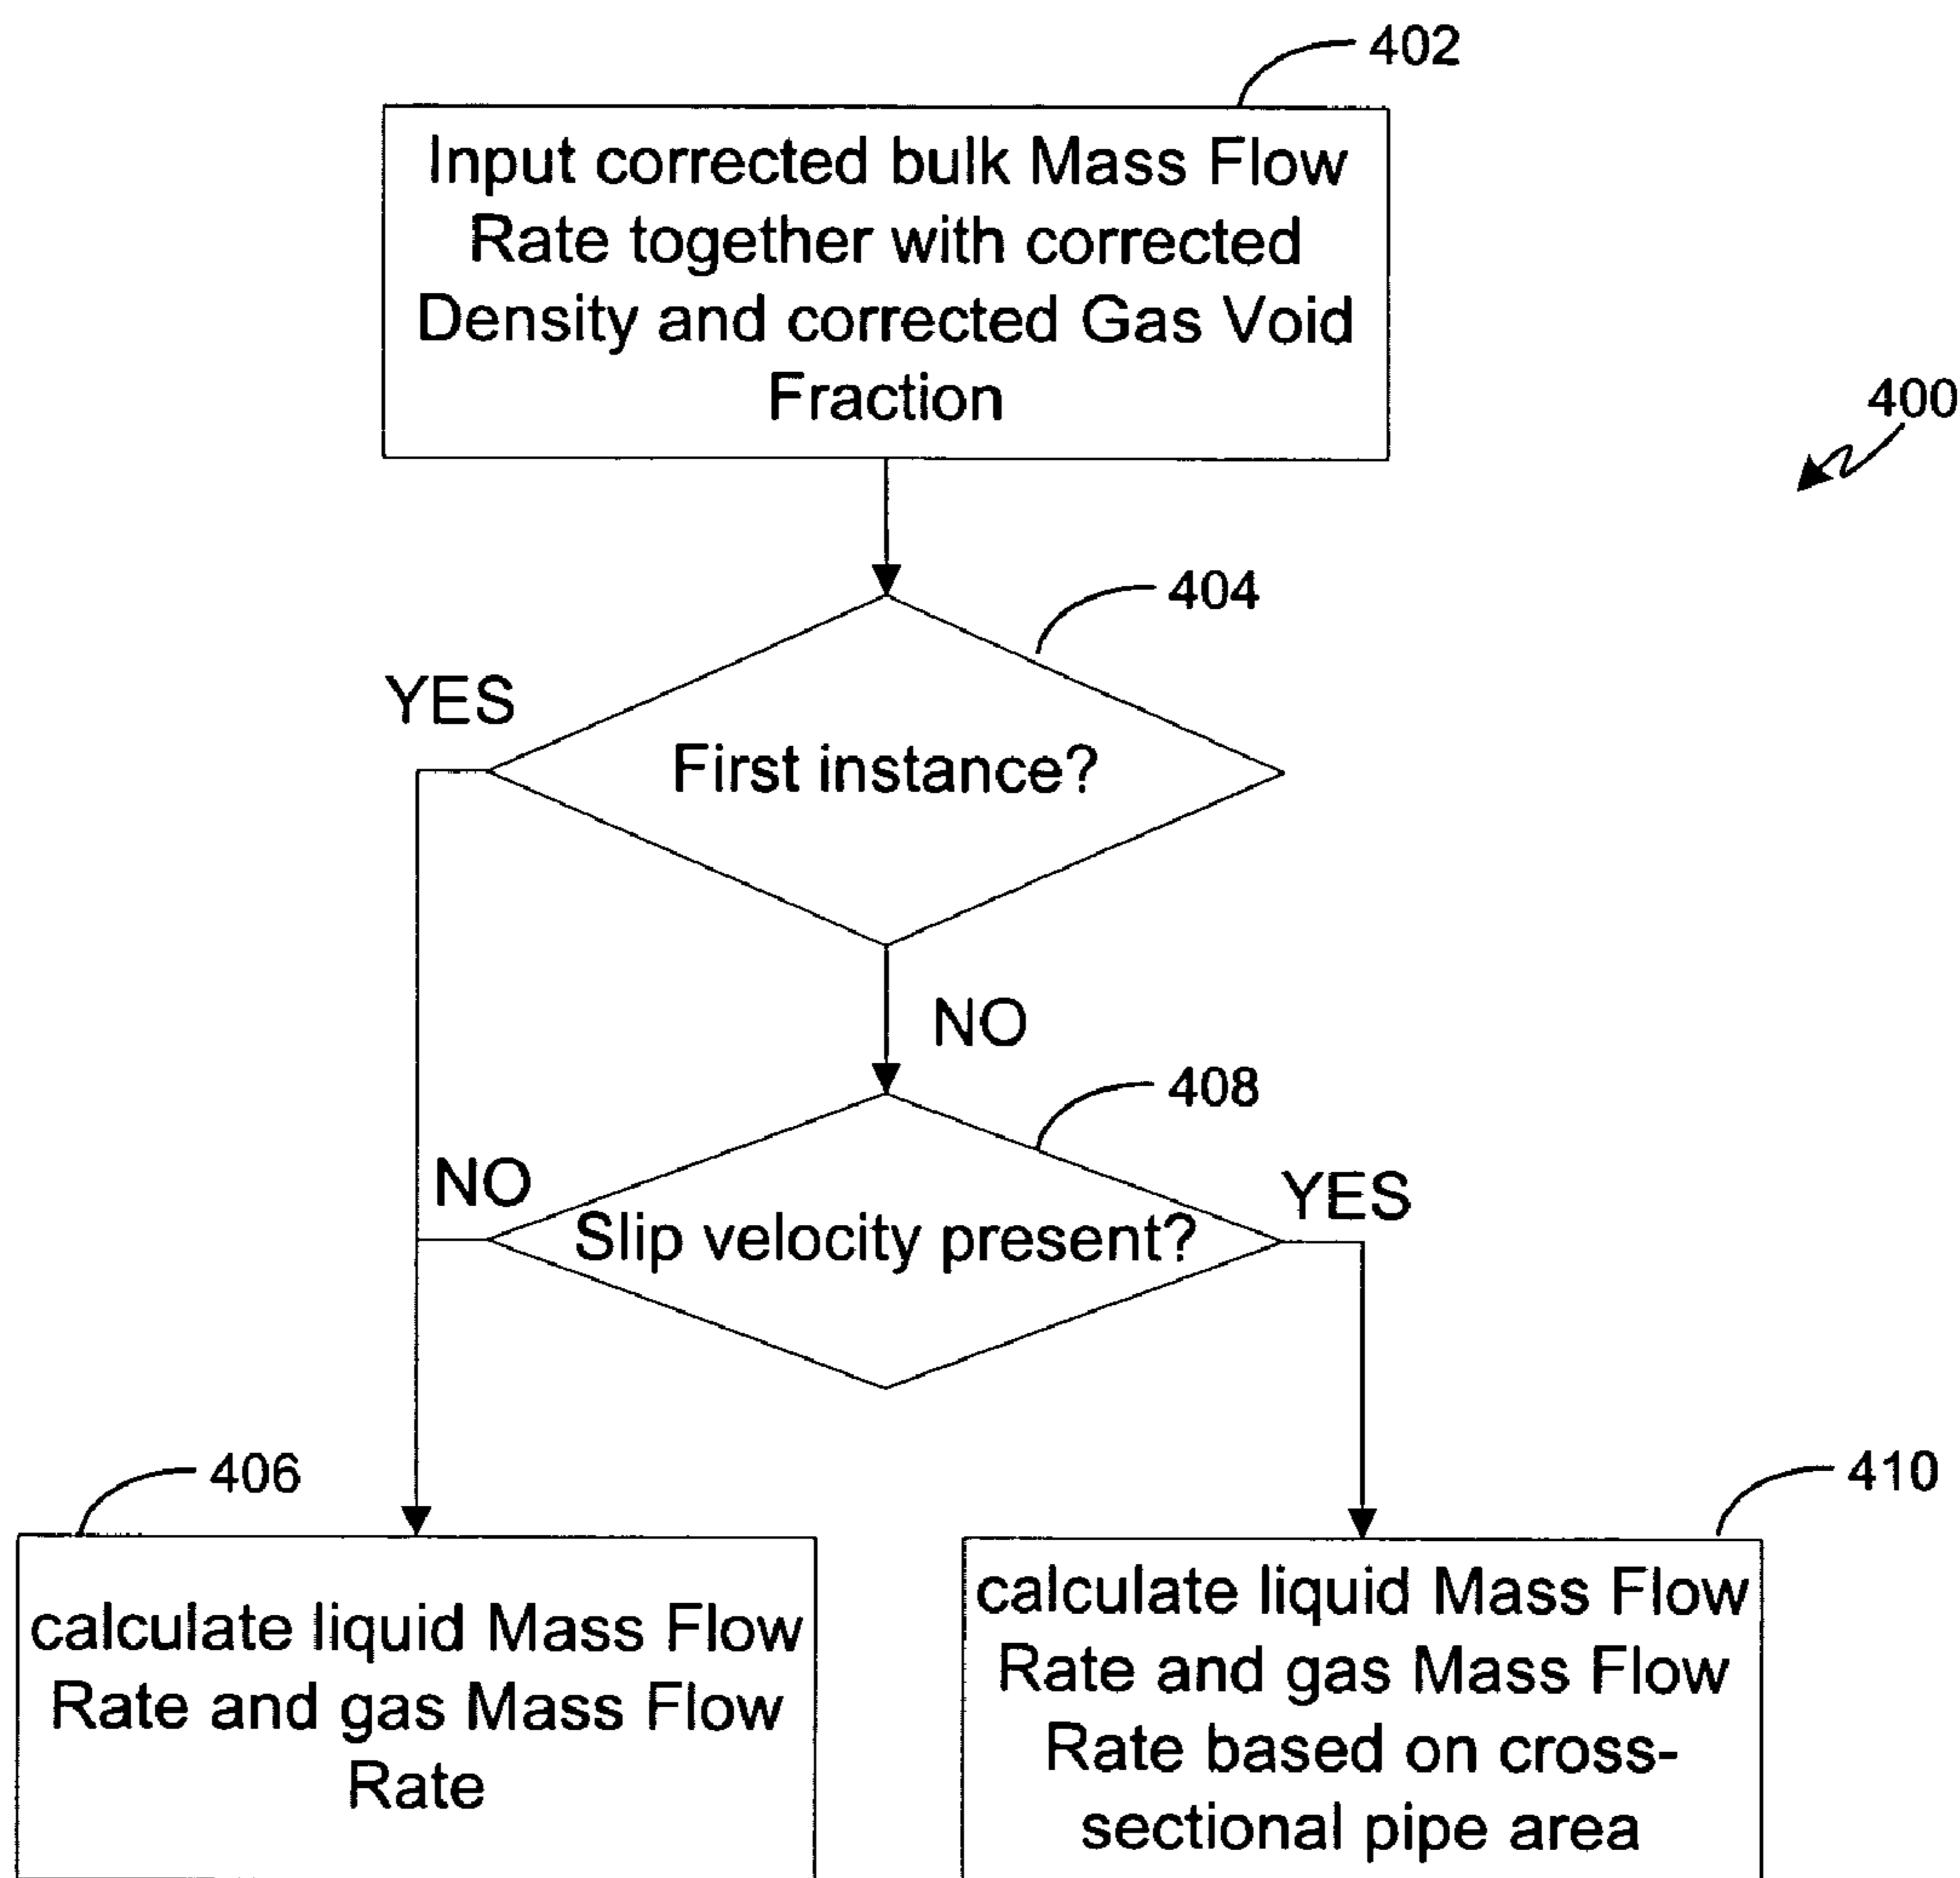 402
Input corrected bulk Mass Flow
Rate together with corrected
Density and corrected Gas Void
Fraction
400
404
YES
First instance?
NO
408
NO
YES
Slip velocity present?
406
410
calculate liquid Mass Flow
Rate and gas Mass Flow
Rate
calculate liquid Mass Flow
Rate and gas Mass Flow
Rate based on cross-
sectional pipe area